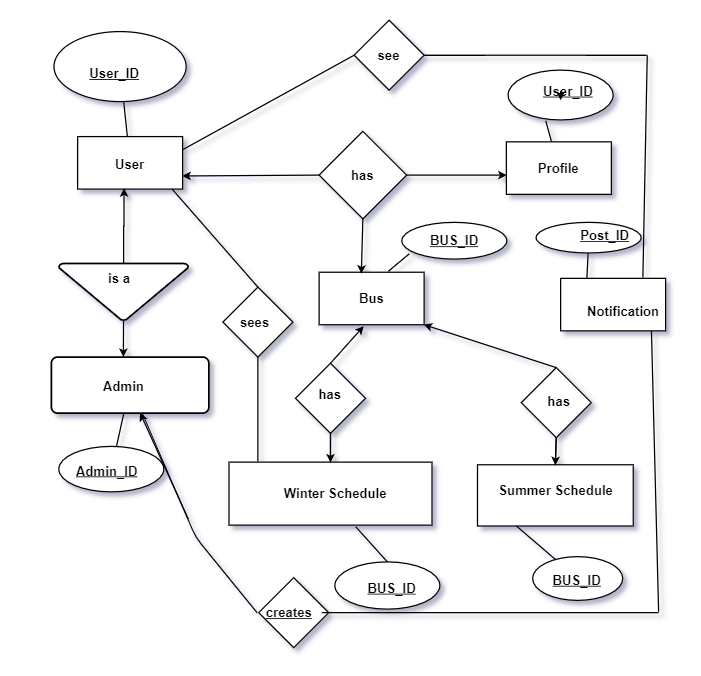 see
User_ID
User_ID
User
Profile
has
BUS_ID
Post_ID
is a
Bus
Notification
sees
Admin
has
has
Admin_ID
Winter Schedule
Summer Schedule
BUS_ID
BUS_ID
creates